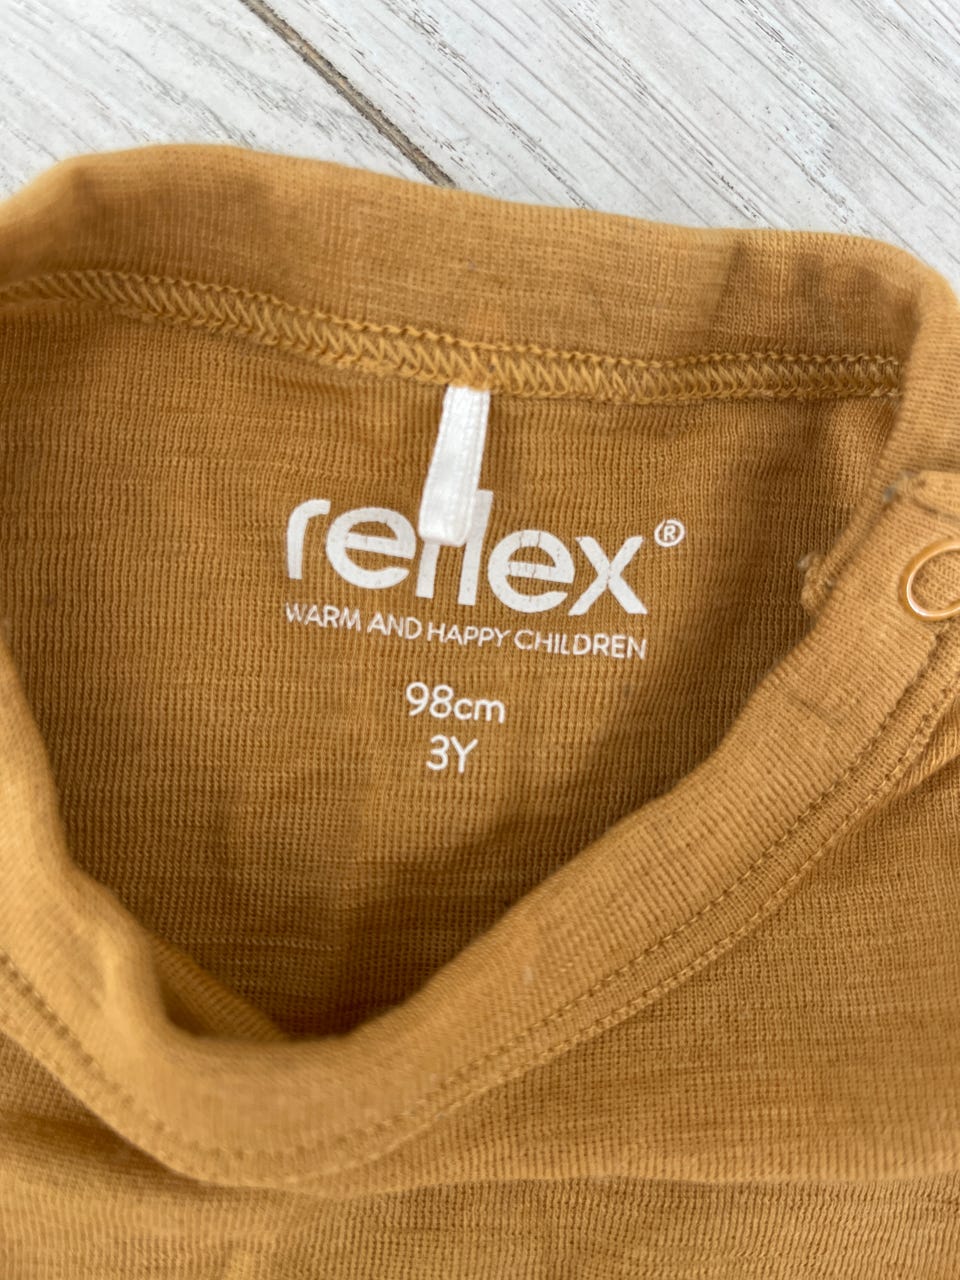 reflex®
WARM AND HAPPY CHILDREN
98cm
3Y